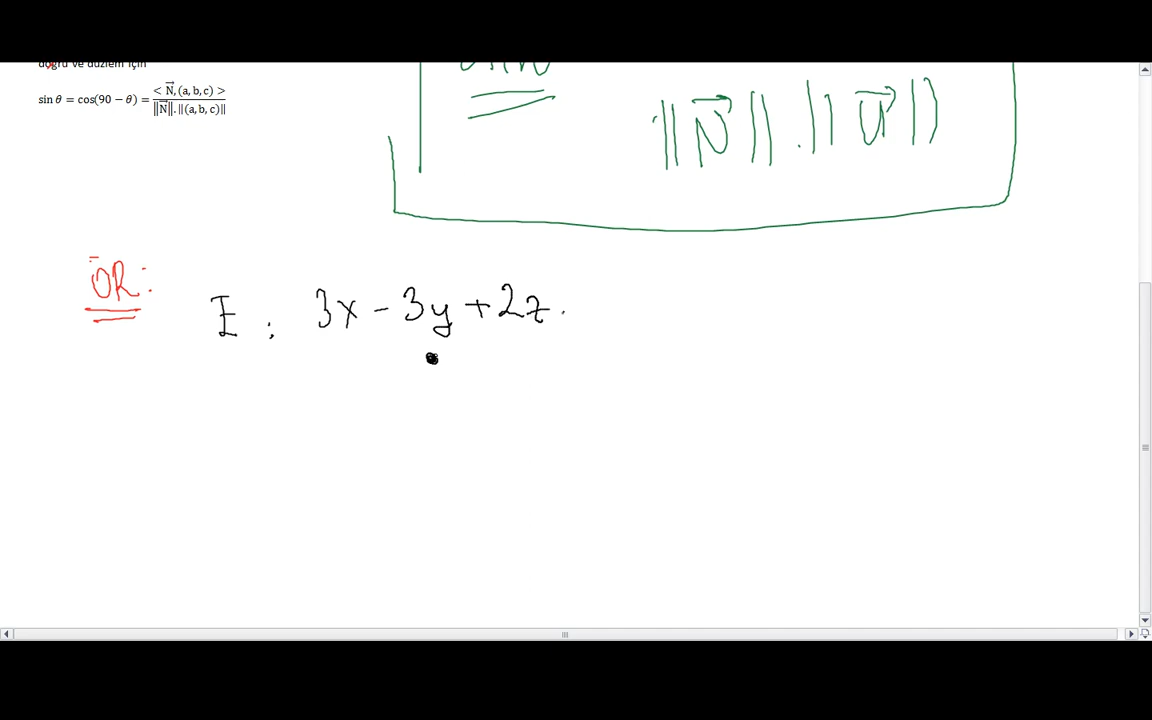 doğru ve düzlem için
sin θ = cos(90 − θ) = < N⃗, (a, b, c) > / ‖N⃗‖. ‖(a, b, c)‖
‖N⃗‖ . ‖U⃗‖
ÖR:
E : 3x - 3y + 2z